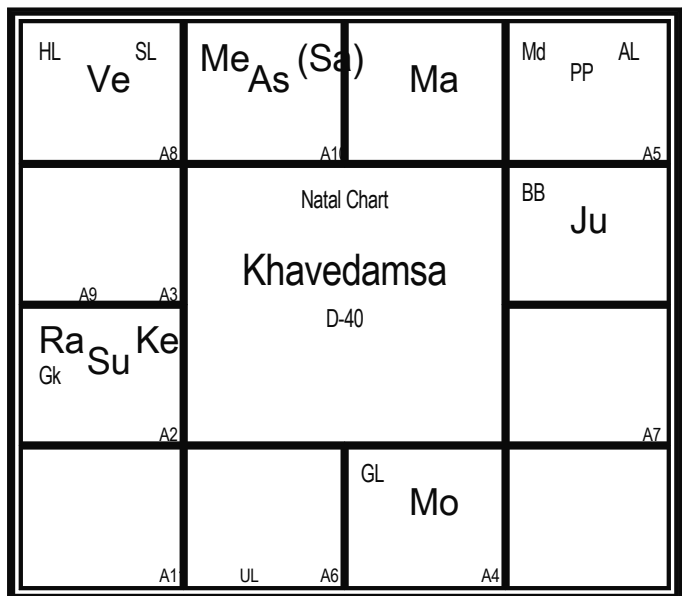 HL SL
Ve
A8
Me As (Sa)
A10
Ma
Md PP AL
A5
A9 A3
Natal Chart
Khavedamsa
D-40
BB
Ju
Ra Su Ke
Gk
A2
A7
A11
UL A6
GL
Mo
A4